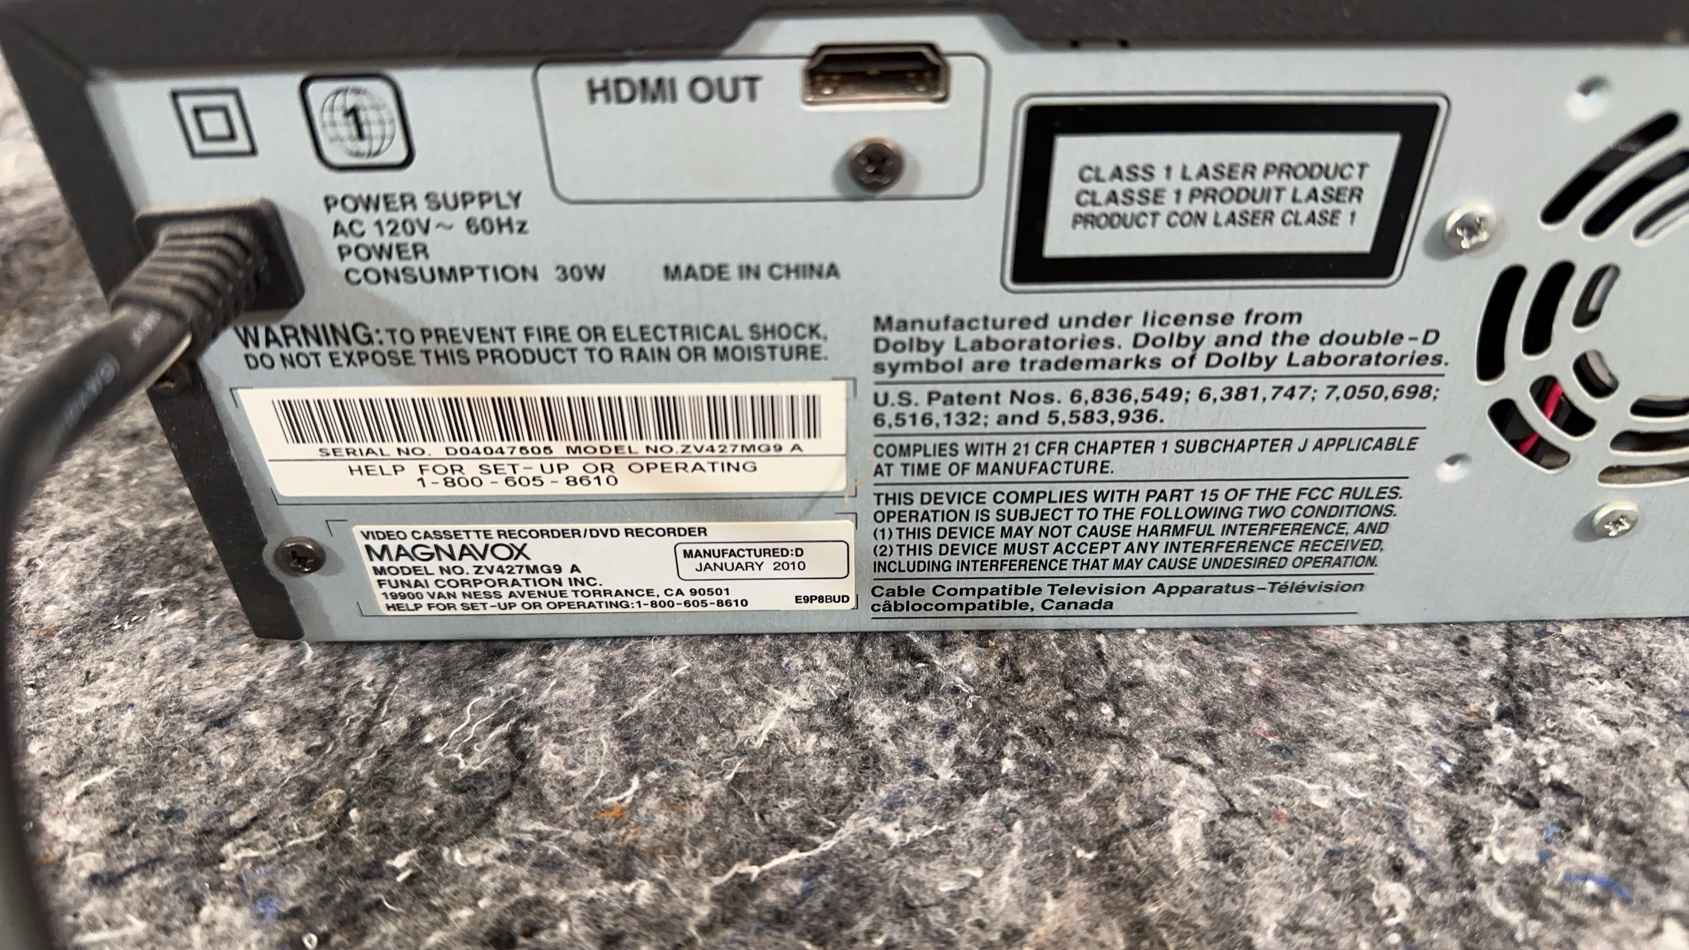 HDMI OUT
1
POWER SUPPLY
AC 120V~ 60Hz
POWER
CONSUMPTION 30W
MADE IN CHINA
WARNING: TO PREVENT FIRE OR ELECTRICAL SHOCK,
DO NOT EXPOSE THIS PRODUCT TO RAIN OR MOISTURE.
SERIAL NO. D04047605 MODEL NO.ZV427MG9 A
HELP FOR SET-UP OR OPERATING
1-800-605-8610
VIDEO CASSETTE RECORDER/DVD RECORDER
MAGNAVOX
MODEL NO. ZV427MG9 A
FUNAI CORPORATION INC.
19900 VAN NESS AVENUE TORRANCE, CA 90501
HELP FOR SET-UP OR OPERATING:1-800-605-8610
MANUFACTURED:D
JANUARY 2010
E9P8BUD
CLASS 1 LASER PRODUCT
CLASSE 1 PRODUIT LASER
PRODUCT CON LASER CLASE 1
Manufactured under license from
Dolby Laboratories. Dolby and the double-D
symbol are trademarks of Dolby Laboratories.
U.S. Patent Nos. 6,836,549; 6,381,747; 7,050,698;
6,516,132; and 5,583,936.
COMPLIES WITH 21 CFR CHAPTER 1 SUBCHAPTER J APPLICABLE
AT TIME OF MANUFACTURE.
THIS DEVICE COMPLIES WITH PART 15 OF THE FCC RULES.
OPERATION IS SUBJECT TO THE FOLLOWING TWO CONDITIONS.
(1) THIS DEVICE MAY NOT CAUSE HARMFUL INTERFERENCE, AND
(2) THIS DEVICE MUST ACCEPT ANY INTERFERENCE RECEIVED,
INCLUDING INTERFERENCE THAT MAY CAUSE UNDESIRED OPERATION.
Cable Compatible Television Apparatus-Télévision
câblocompatible, Canada